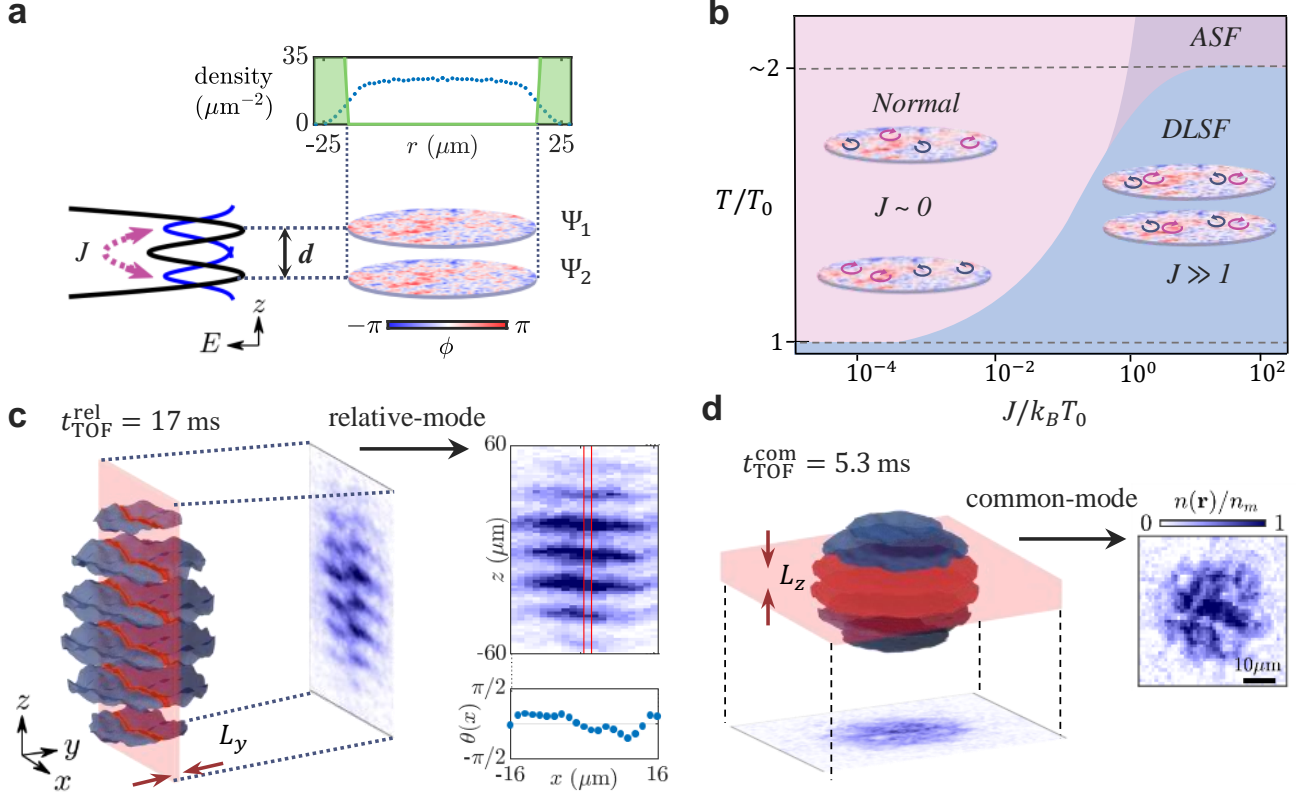 a
density
(μm⁻²)
35
0
-25
r (μm)
25
J
d
Ψ₁
Ψ₂
z
E
−π
π
ϕ
b
ASF
~2
Normal
DLSF
T/T₀
J ~ 0
J ≫ 1
1
10⁻⁴
10⁻²
10⁰
10²
J/k_BT₀
c
t_TOF^rel = 17 ms
relative-mode
60
z (μm)
-60
π/2
θ(x)
-π/2
-16
x (μm)
16
z
y
x
L_y
d
t_TOF^com = 5.3 ms
common-mode
n(r)/n_m
0
1
L_z
10μm